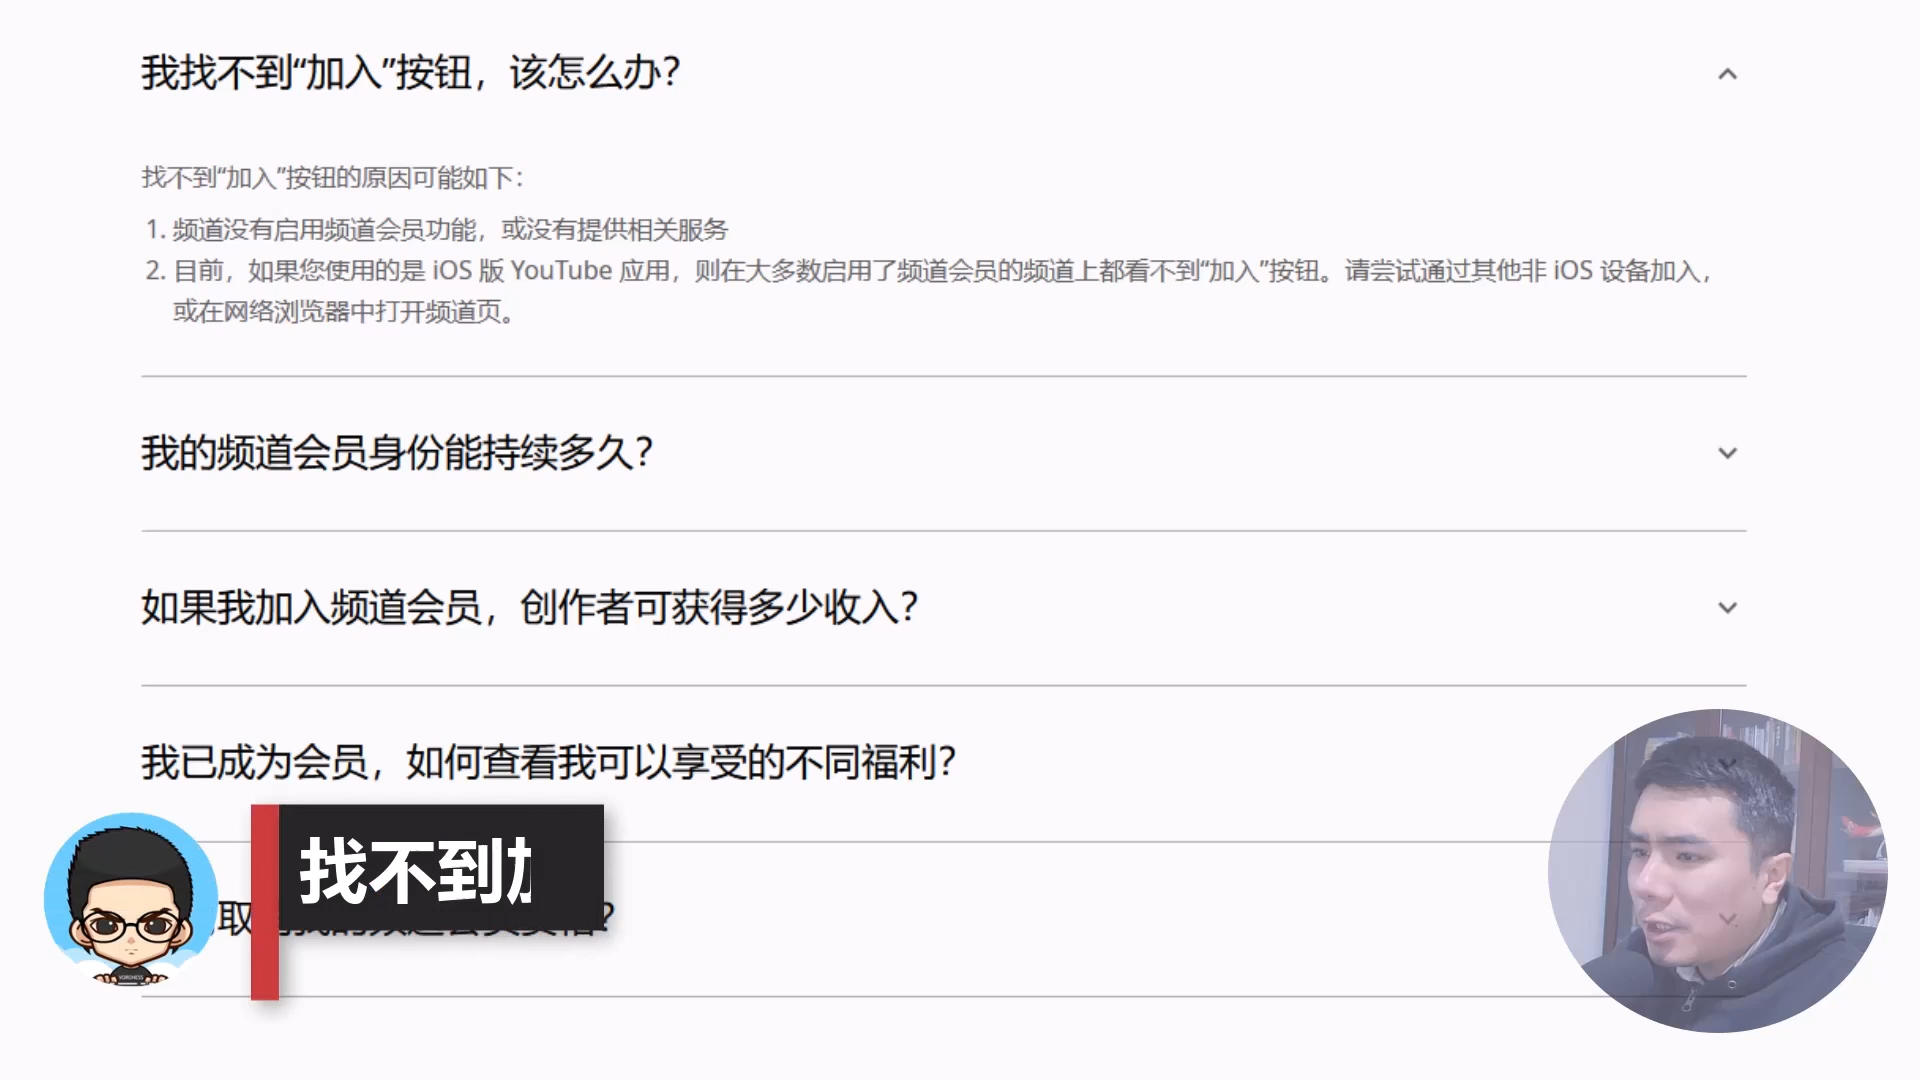 我找不到“加入”按钮，该怎么办？
找不到“加入”按钮的原因可能如下：
1. 频道没有启用频道会员功能，或没有提供相关服务
2. 目前，如果您使用的是 iOS 版 YouTube 应用，则在大多数启用了频道会员的频道上都看不到“加入”按钮。请尝试通过其他非 iOS 设备加入，
或在网络浏览器中打开频道页。
我的频道会员身份能持续多久？
如果我加入频道会员，创作者可获得多少收入？
我已成为会员，如何查看我可以享受的不同福利？
找不到
取
？